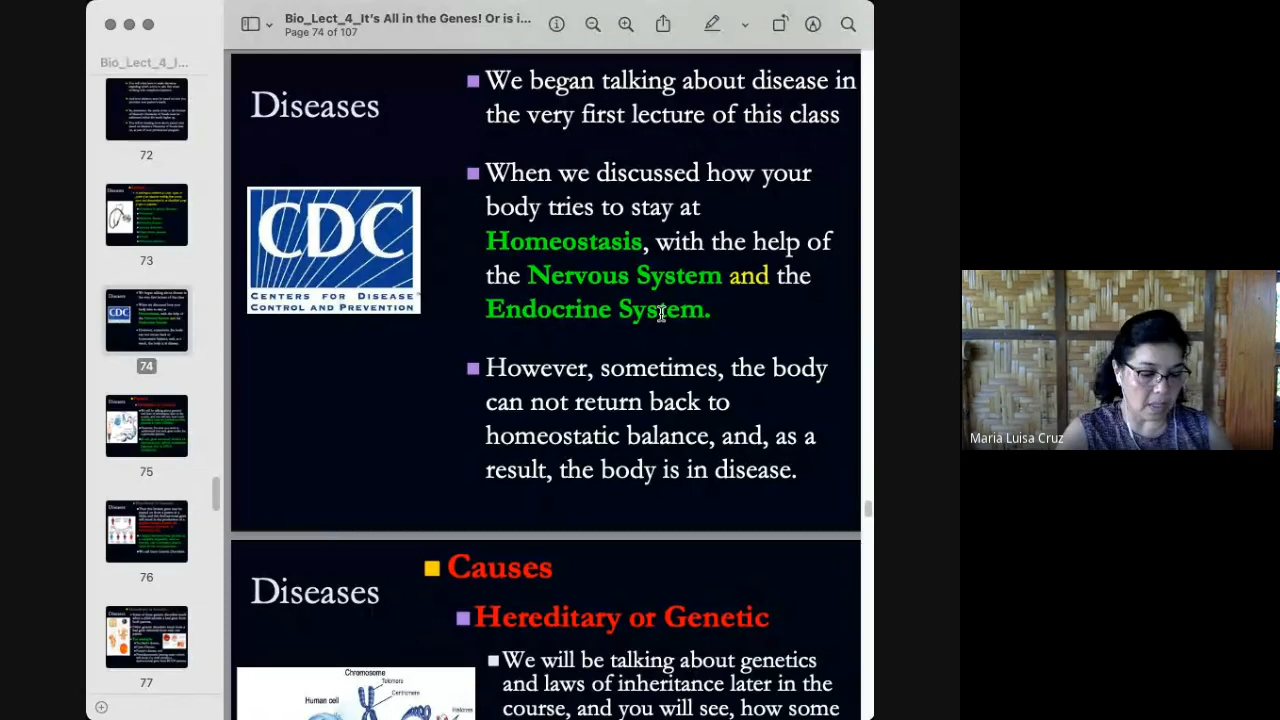 Bio_Lect_4_It's All in the Genes! Or is i...
Page 74 of 107
Bio_Lect_4_I...
72
73
74
75
76
77
Diseases
We began talking about disease in
the very first lecture of this class
When we discussed how your
body tries to stay at
Homeostasis, with the help of
the Nervous System and the
Endocrine System.
However, sometimes, the body
can not return back to
homeostatic balance, and, as a
result, the body is in disease.
CDC
CENTERS FOR DISEASE
CONTROL AND PREVENTION
Diseases
Causes
Hereditary or Genetic
We will be talking about genetics
and laws of inheritance later in the
course, and you will see, how some
Chromosome
Telomere
Centromere
Human cell
Histones
Maria Luisa Cruz